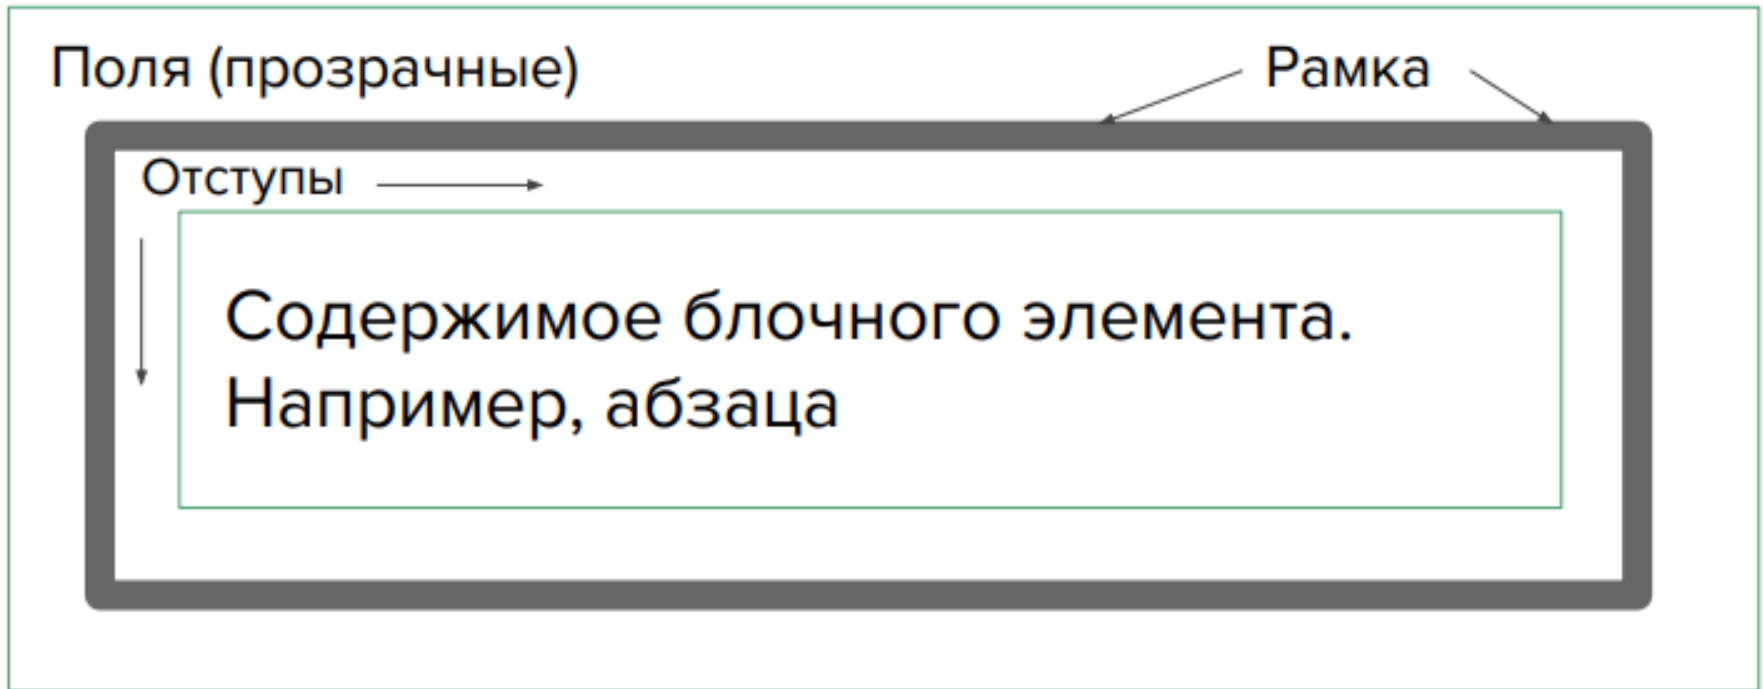 Поля (прозрачные)
Рамка
Отступы
Содержимое блочного элемента.
Например, абзаца